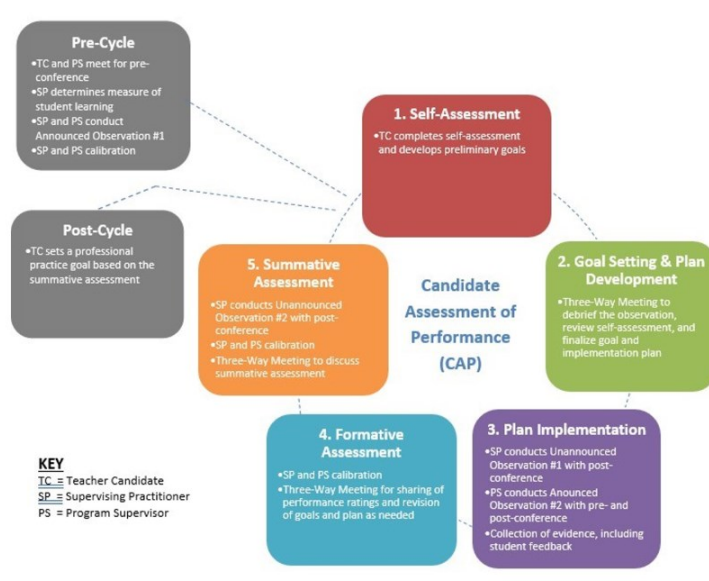 Pre-Cycle
•TC and PS meet for pre-
conference
•SP determines measure of
student learning
•SP and PS conduct
Announced Observation #1
•SP and PS calibration
Post-Cycle
•TC sets a professional
practice goal based on the
summative assessment
1. Self-Assessment
•TC completes self-assessment
and develops preliminary goals
2. Goal Setting & Plan
Development
•Three-Way Meeting to
debrief the observation,
review self-assessment, and
finalize goal and
implementation plan
3. Plan Implementation
•SP conducts Unannounced
Observation #1 with post-
conference
•PS conducts Anounced
Observation #2 with pre- and
post-conference
•Collection of evidence, including
student feedback
4. Formative
Assessment
•SP and PS calibration
•Three-Way Meeting for sharing of
performance ratings and revision
of goals and plan as needed
5. Summative
Assessment
•SP conducts Unannounced
Observation #2 with post-
conference
•SP and PS calibration
•Three-Way Meeting to discuss
summative assessment
Candidate
Assessment of
Performance
(CAP)
KEY
TC = Teacher Candidate
SP = Supervising Practitioner
PS = Program Supervisor